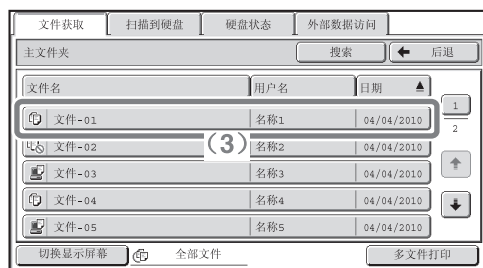 文件获取 扫描到硬盘 硬盘状态 外部数据访问
主文件夹 搜索 后退
文件名 用户名 日期
文件-01 名称1 04/04/2010 1
(3) 2
文件-02 名称2 04/04/2010
文件-03 名称3 04/04/2010
文件-04 名称4 04/04/2010
文件-05 名称5 04/04/2010
切换显示屏幕 全部文件 多文件打印